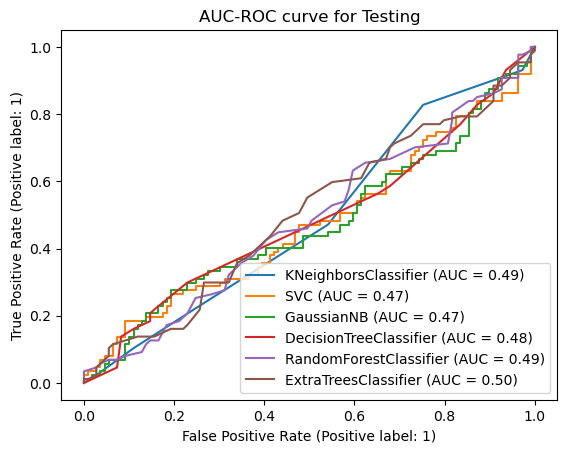 AUC-ROC curve for Testing
True Positive Rate (Positive label: 1)
1.0
0.8
0.6
0.4
0.2
0.0
KNeighborsClassifier (AUC = 0.49)
SVC (AUC = 0.47)
GaussianNB (AUC = 0.47)
DecisionTreeClassifier (AUC = 0.48)
RandomForestClassifier (AUC = 0.49)
ExtraTreesClassifier (AUC = 0.50)
0.0 0.2 0.4 0.6 0.8 1.0
False Positive Rate (Positive label: 1)